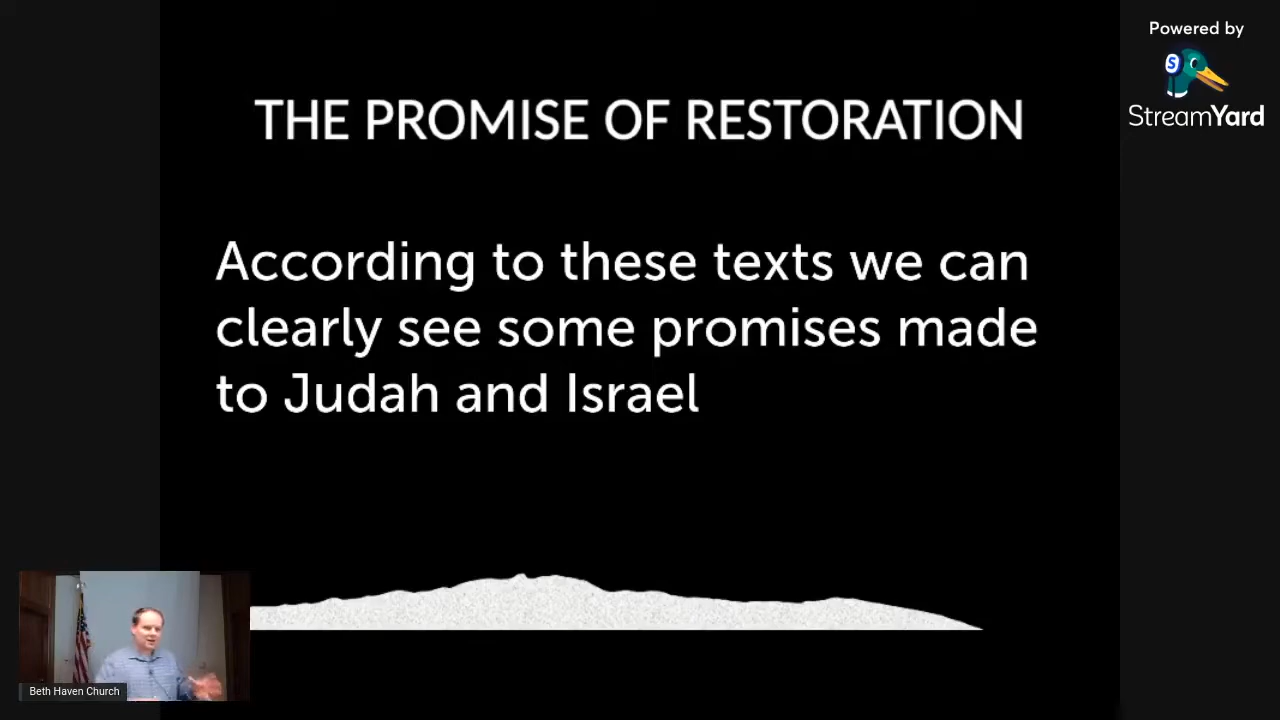 Powered by
S
StreamYard
THE PROMISE OF RESTORATION
According to these texts we can
clearly see some promises made
to Judah and Israel
Beth Haven Church